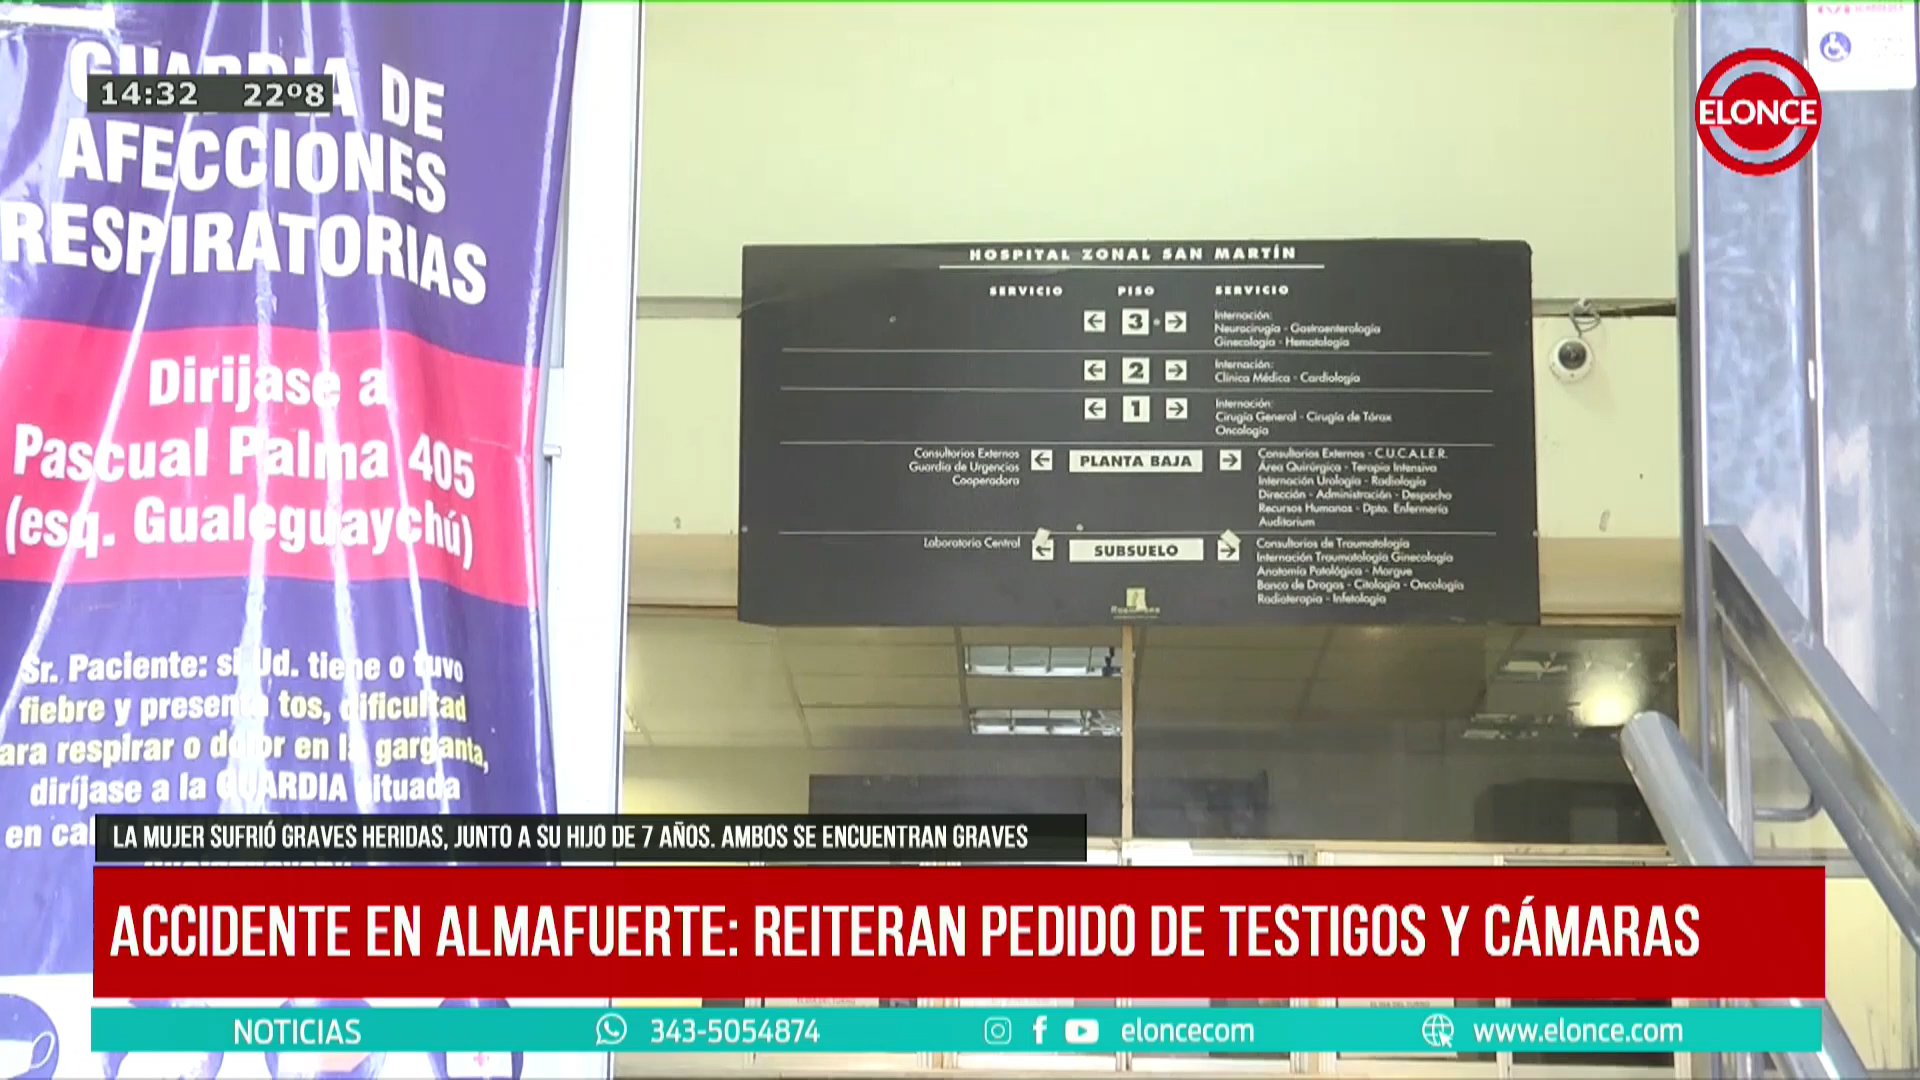 GUARDIA DE
AFECCIONES
RESPIRATORIAS
Diríjase a
Pascual Palma 405
(esq. Gualeguaychú)
Sr. Paciente: si Ud. tiene o tuvo
fiebre y presenta tos, dificultad
para respirar o dolor en la garganta,
diríjase a la GUARDIA situada
14:32 22º8
ELONCE
HOSPITAL ZONAL SAN MARTÍN
SERVICIO PISO SERVICIO
← 3 → Internación:
Neurocirugía - Gastroenterología
Ginecología - Hematología
← 2 → Internación:
Clínica Médica - Cardiología
← 1 → Internación:
Cirugía General - Cirugía de Tórax
Oncología
Consultorios Externos
Guardia de Urgencias
Cooperadora
← PLANTA BAJA →
Consultorios Externos - C.U.C.A.L.E.R.
Área Quirúrgica - Terapia Intensiva
Internación Urología - Radiología
Dirección - Administración - Despacho
Recursos Humanos - Dpto. Enfermería
Auditorium
Laboratorio Central ← SUBSUELO →
Consultorios de Traumatología
Internación Traumatología Ginecología
Anatomía Patológica - Morgue
Banco de Drogas - Citología - Oncología
Radioterapia - Infetología
LA MUJER SUFRIÓ GRAVES HERIDAS, JUNTO A SU HIJO DE 7 AÑOS. AMBOS SE ENCUENTRAN GRAVES
ACCIDENTE EN ALMAFUERTE: REITERAN PEDIDO DE TESTIGOS Y CÁMARAS
NOTICIAS 343-5054874 eloncecom www.elonce.com